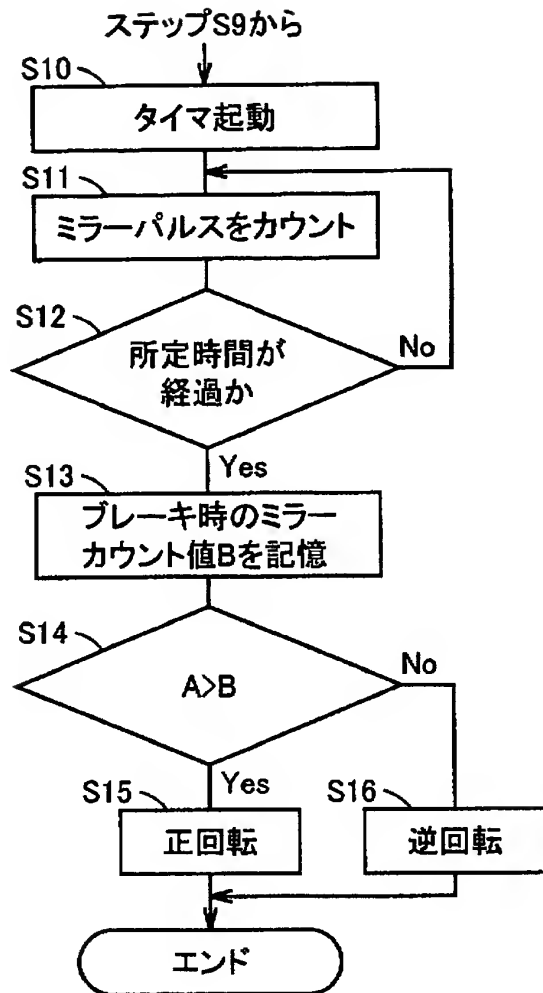 ステップS9から
S10
タイマ起動
S11
ミラーパルスをカウント
S12
所定時間が
経過か
No
Yes
S13
ブレーキ時のミラー
カウント値Bを記憶
S14
A>B
No
Yes
S15
正回転
S16
逆回転
エンド